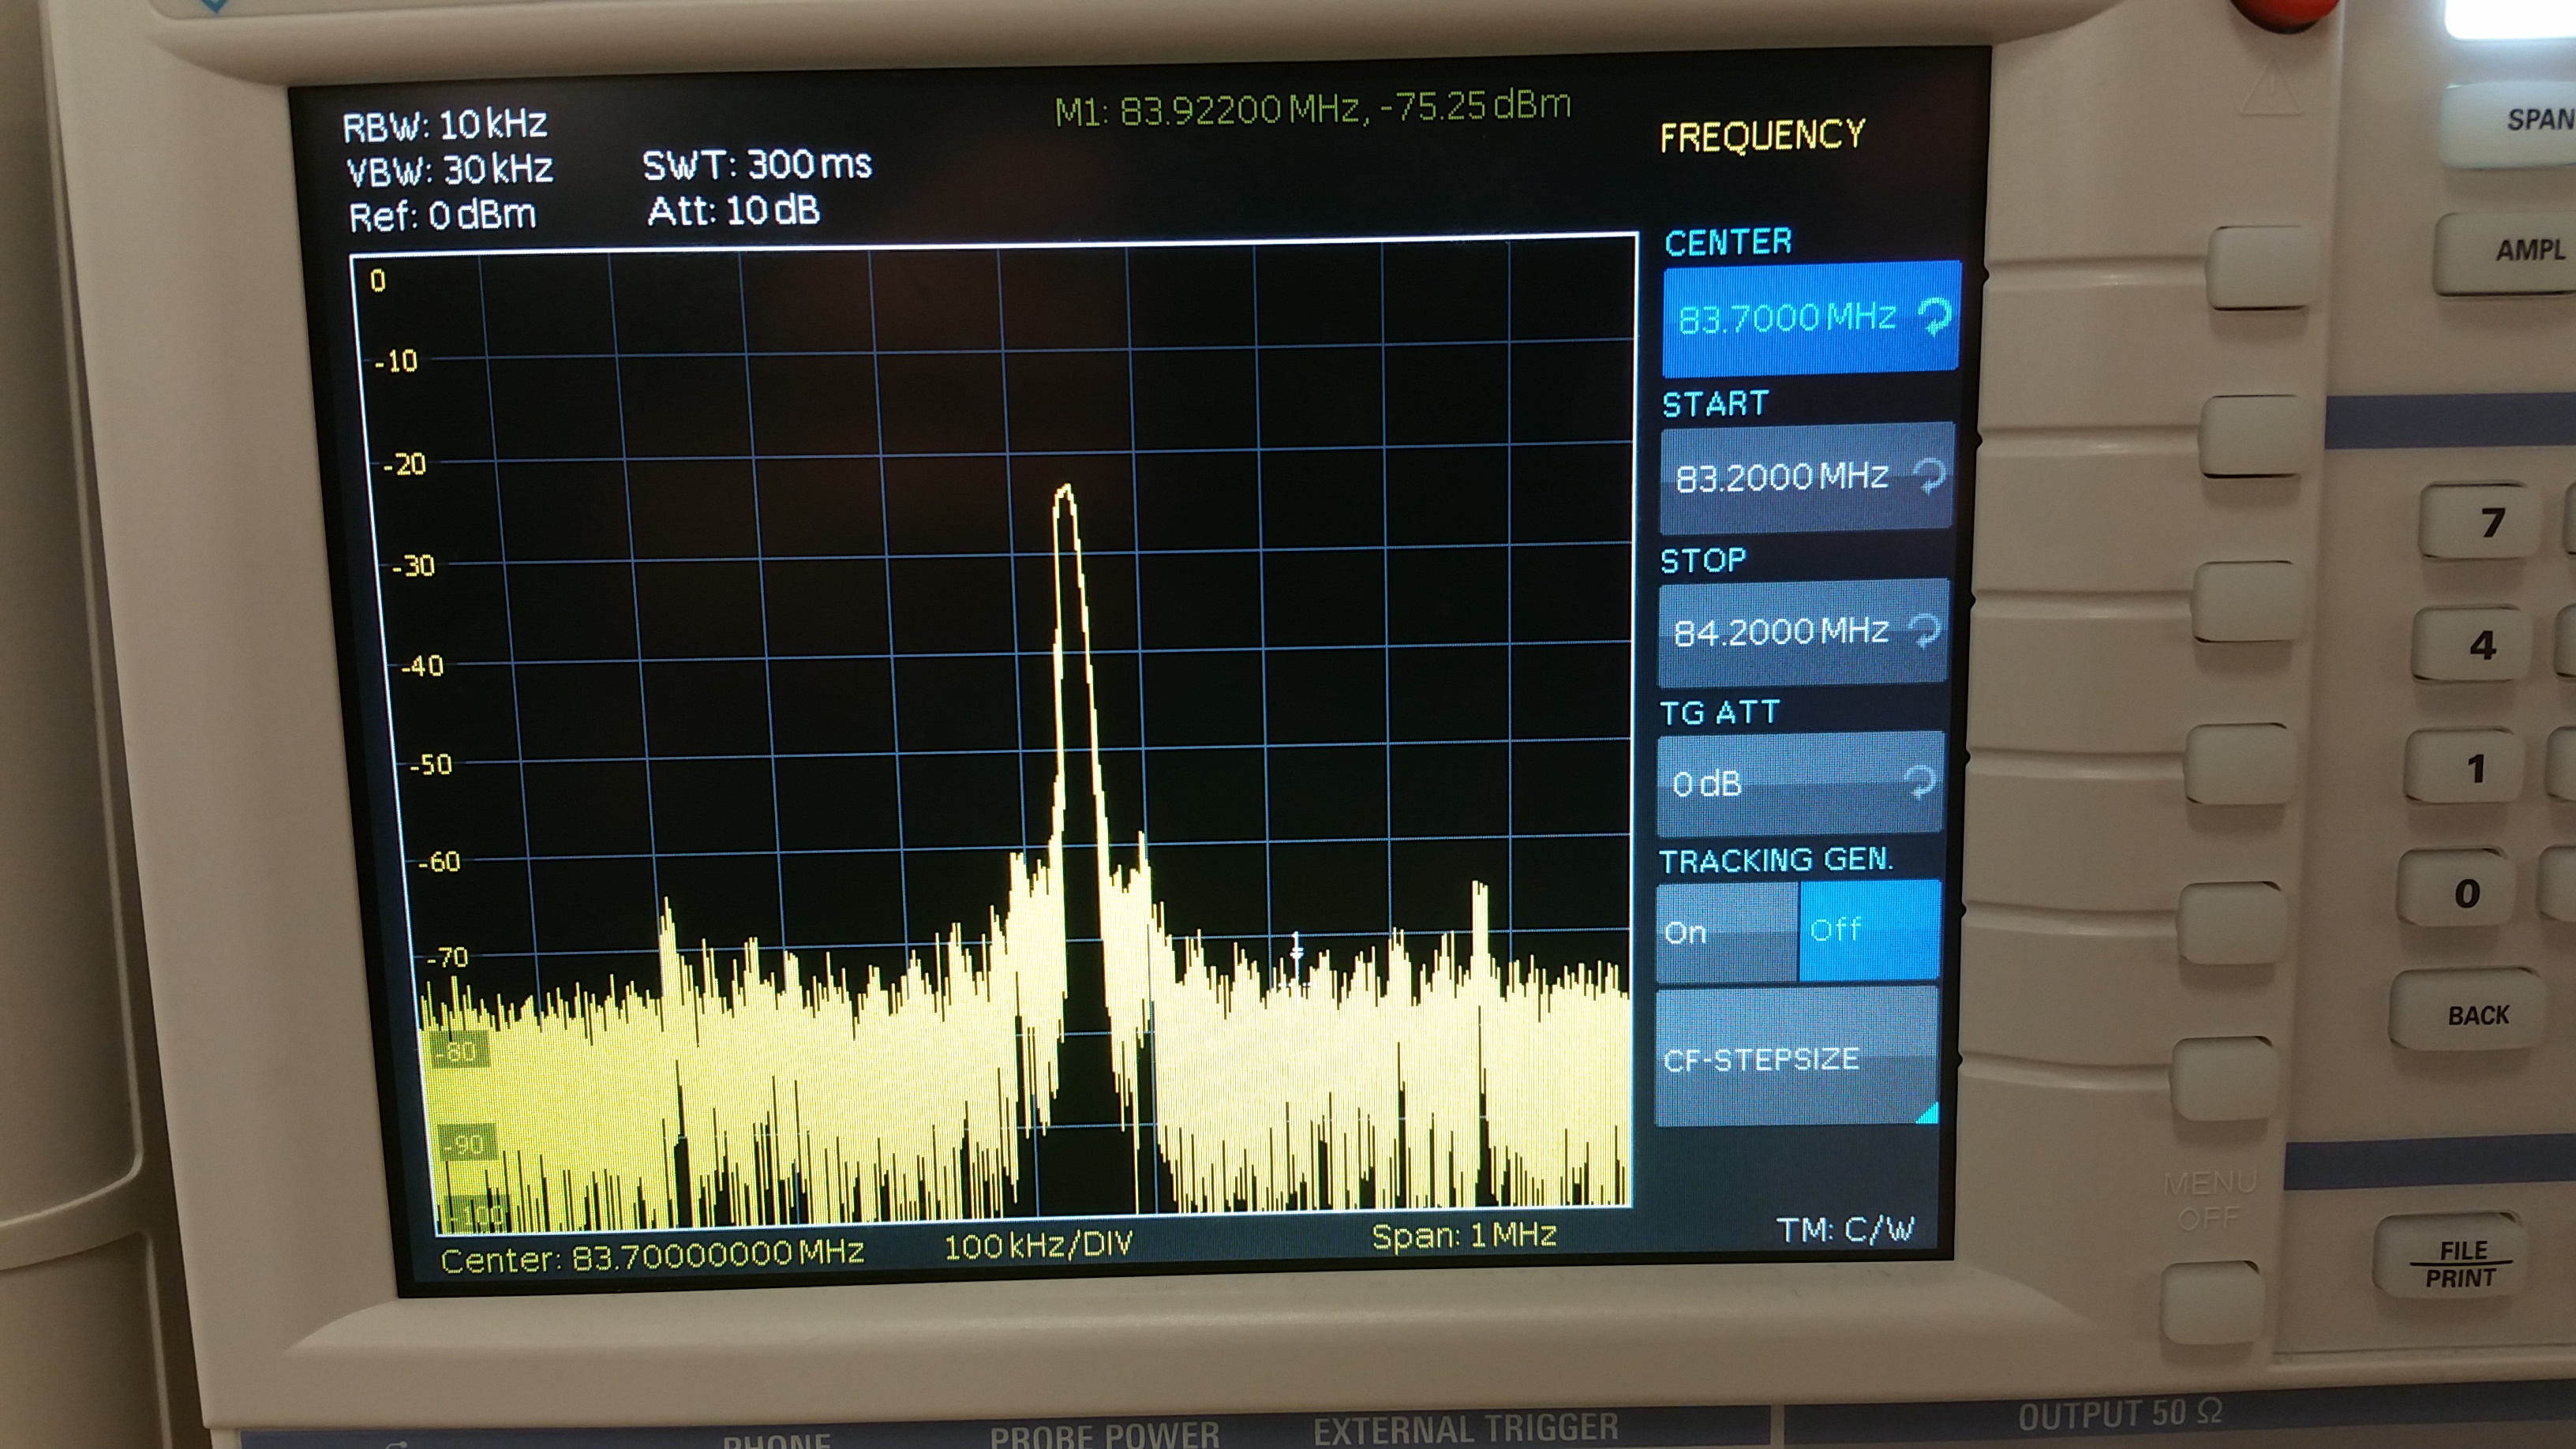 M1: 83.92200 MHz, -75.25 dBm
RBW: 10 kHz
VBW: 30 kHz
SWT: 300 ms
Ref: 0 dBm
Att: 10 dB
0
-10
-20
-30
-40
-50
-60
-70
-80
-90
-100
1
Center: 83.70000000 MHz
100 kHz/DIV
Span: 1 MHz
TM: C/W
FREQUENCY
CENTER
83.7000 MHz
START
83.2000 MHz
STOP
84.2000 MHz
TG ATT
0 dB
TRACKING GEN.
On
Off
CF-STEPSIZE
SPAN
AMPL
7
4
1
0
BACK
MENU
OFF
FILE
PRINT
PHONE
PROBE POWER
EXTERNAL TRIGGER
OUTPUT 50 Ω